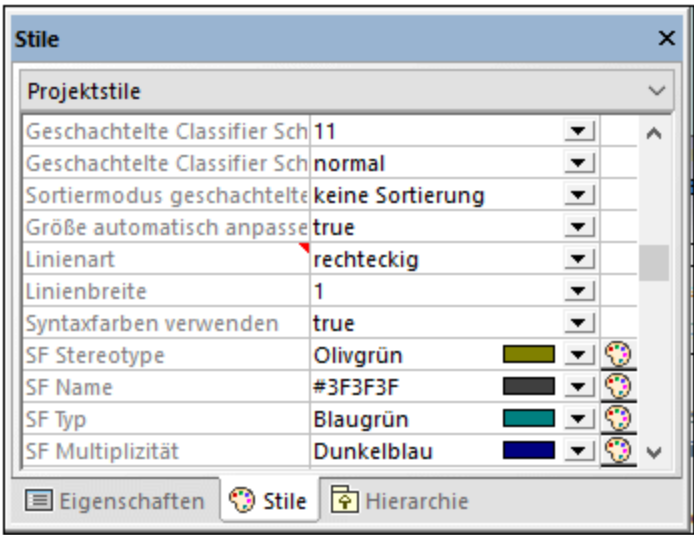 Stile
Projektstile
Geschachtelte Classifier Sch 11
Geschachtelte Classifier Sch normal
Sortiermodus geschachtelte keine Sortierung
Größe automatisch anpasse true
Linienart rechteckig
Linienbreite 1
Syntaxfarben verwenden true
SF Stereotype Olivgrün
SF Name #3F3F3F
SF Typ Blaugrün
SF Multiplizität Dunkelblau
Eigenschaften Stile Hierarchie